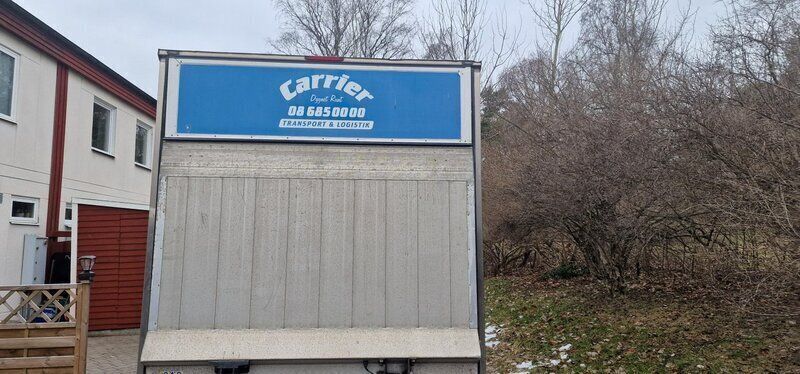 Carrier
Dygnet Runt
08 6850000
TRANSPORT & LOGISTIK